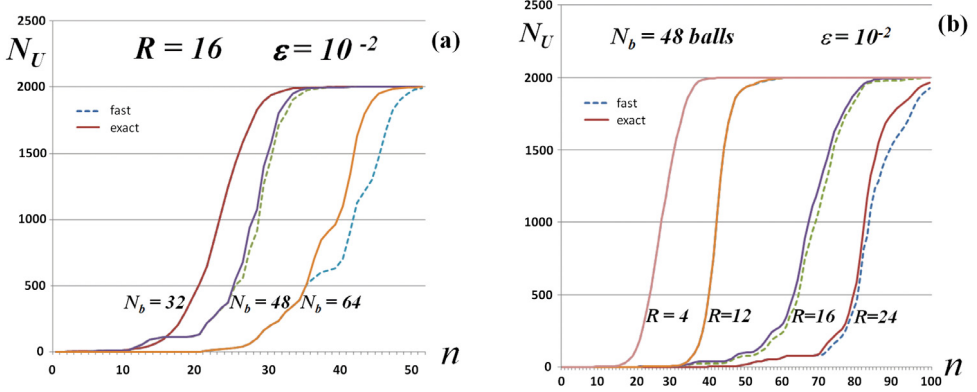 2500
N_U R = 16 ε = 10 -2 (a)
2000
fast
exact
1500
1000
500
N_b = 32 N_b = 48 N_b = 64
0
0 10 20 30 40 50 n
2500 (b)
N_U N_b = 48 balls ε=10-2
2000
fast
exact
1500
1000
500
R = 4 R=12 R=16 R=24
0
0 10 20 30 40 50 60 70 80 90 100 n